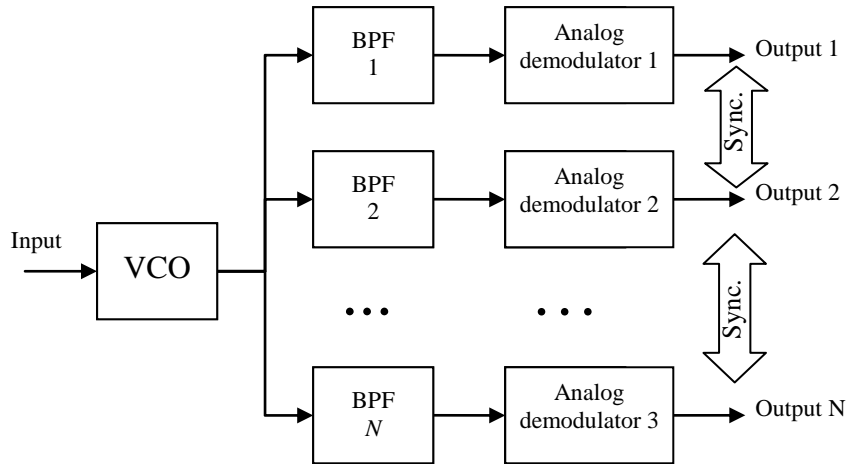 BPF
1
Analog
demodulator 1
Output 1
Sync.
BPF
2
Analog
demodulator 2
Output 2
Input
VCO
...
...
Sync.
BPF
N
Analog
demodulator 3
Output N